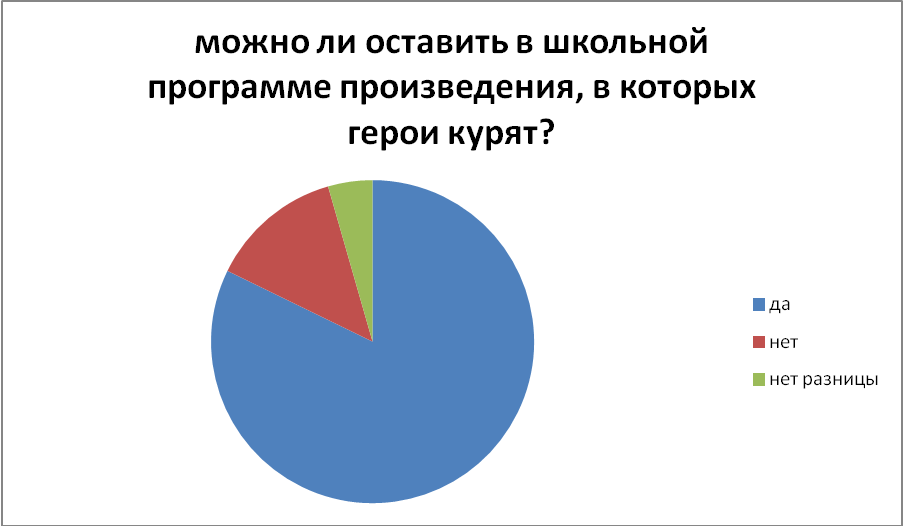 можно ли оставить в школьной
программе произведения, в которых
герои курят?
да
нет
нет разницы